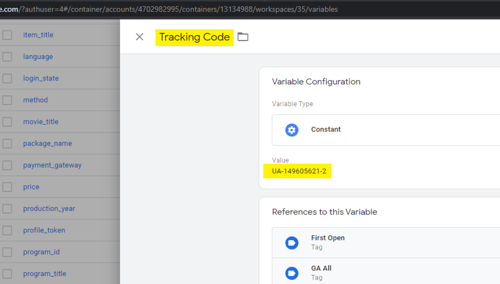 e.com/?authuser=4#/container/accounts/4702982995/containers/13134988/workspaces/35/variables
item_title
language
login_state
method
movie_title
package_name
payment_gateway
price
production_year
profile_token
program_id
program_title
Tracking Code
Variable Configuration
Variable Type
Constant
Value
UA-149605621-2
References to this Variable
First Open
Tag
GA All
Tag